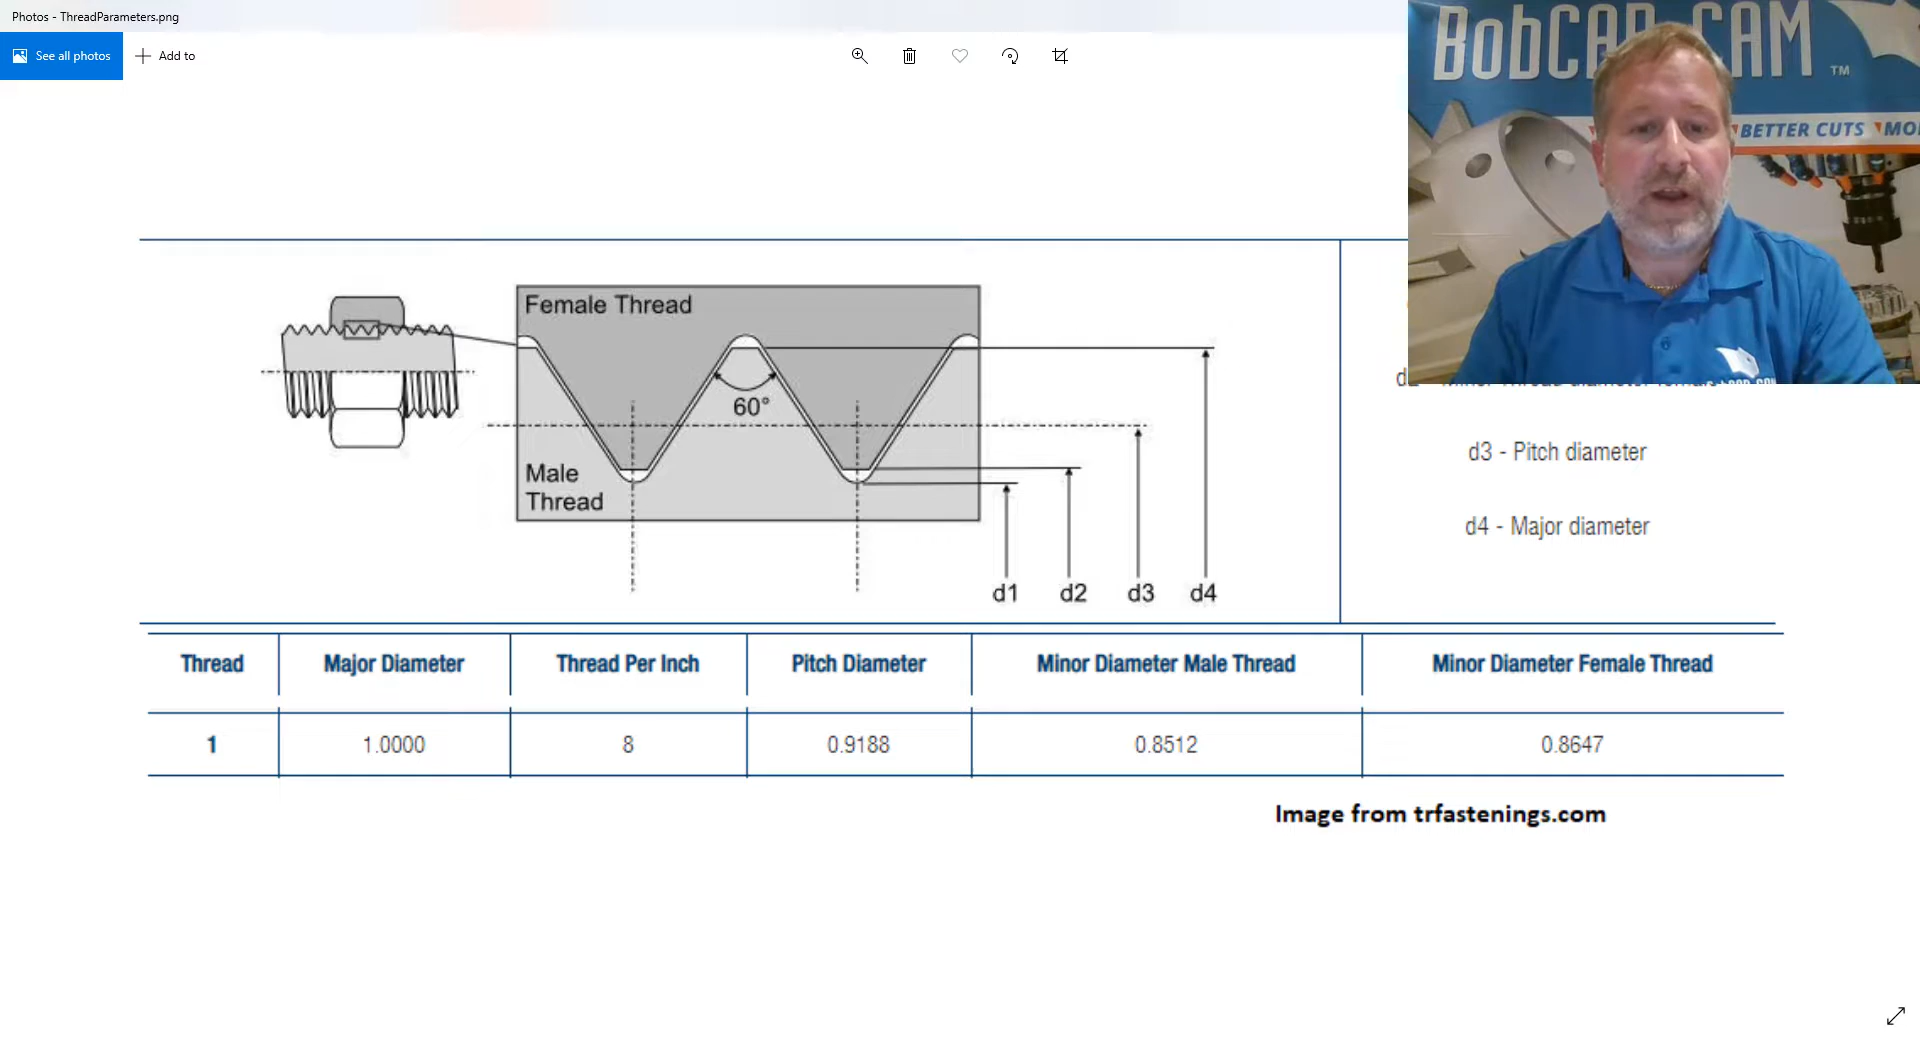 Photos - ThreadParameters.png
See all photos
Add to
BobCAD-CAM
TM
BETTER CUTS
Female Thread
60°
Male
Thread
d1 d2 d3 d4
d3 - Pitch diameter
d4 - Major diameter
Thread Major Diameter Thread Per Inch Pitch Diameter Minor Diameter Male Thread Minor Diameter Female Thread
1 1.0000 8 0.9188 0.8512 0.8647
Image from trfastenings.com